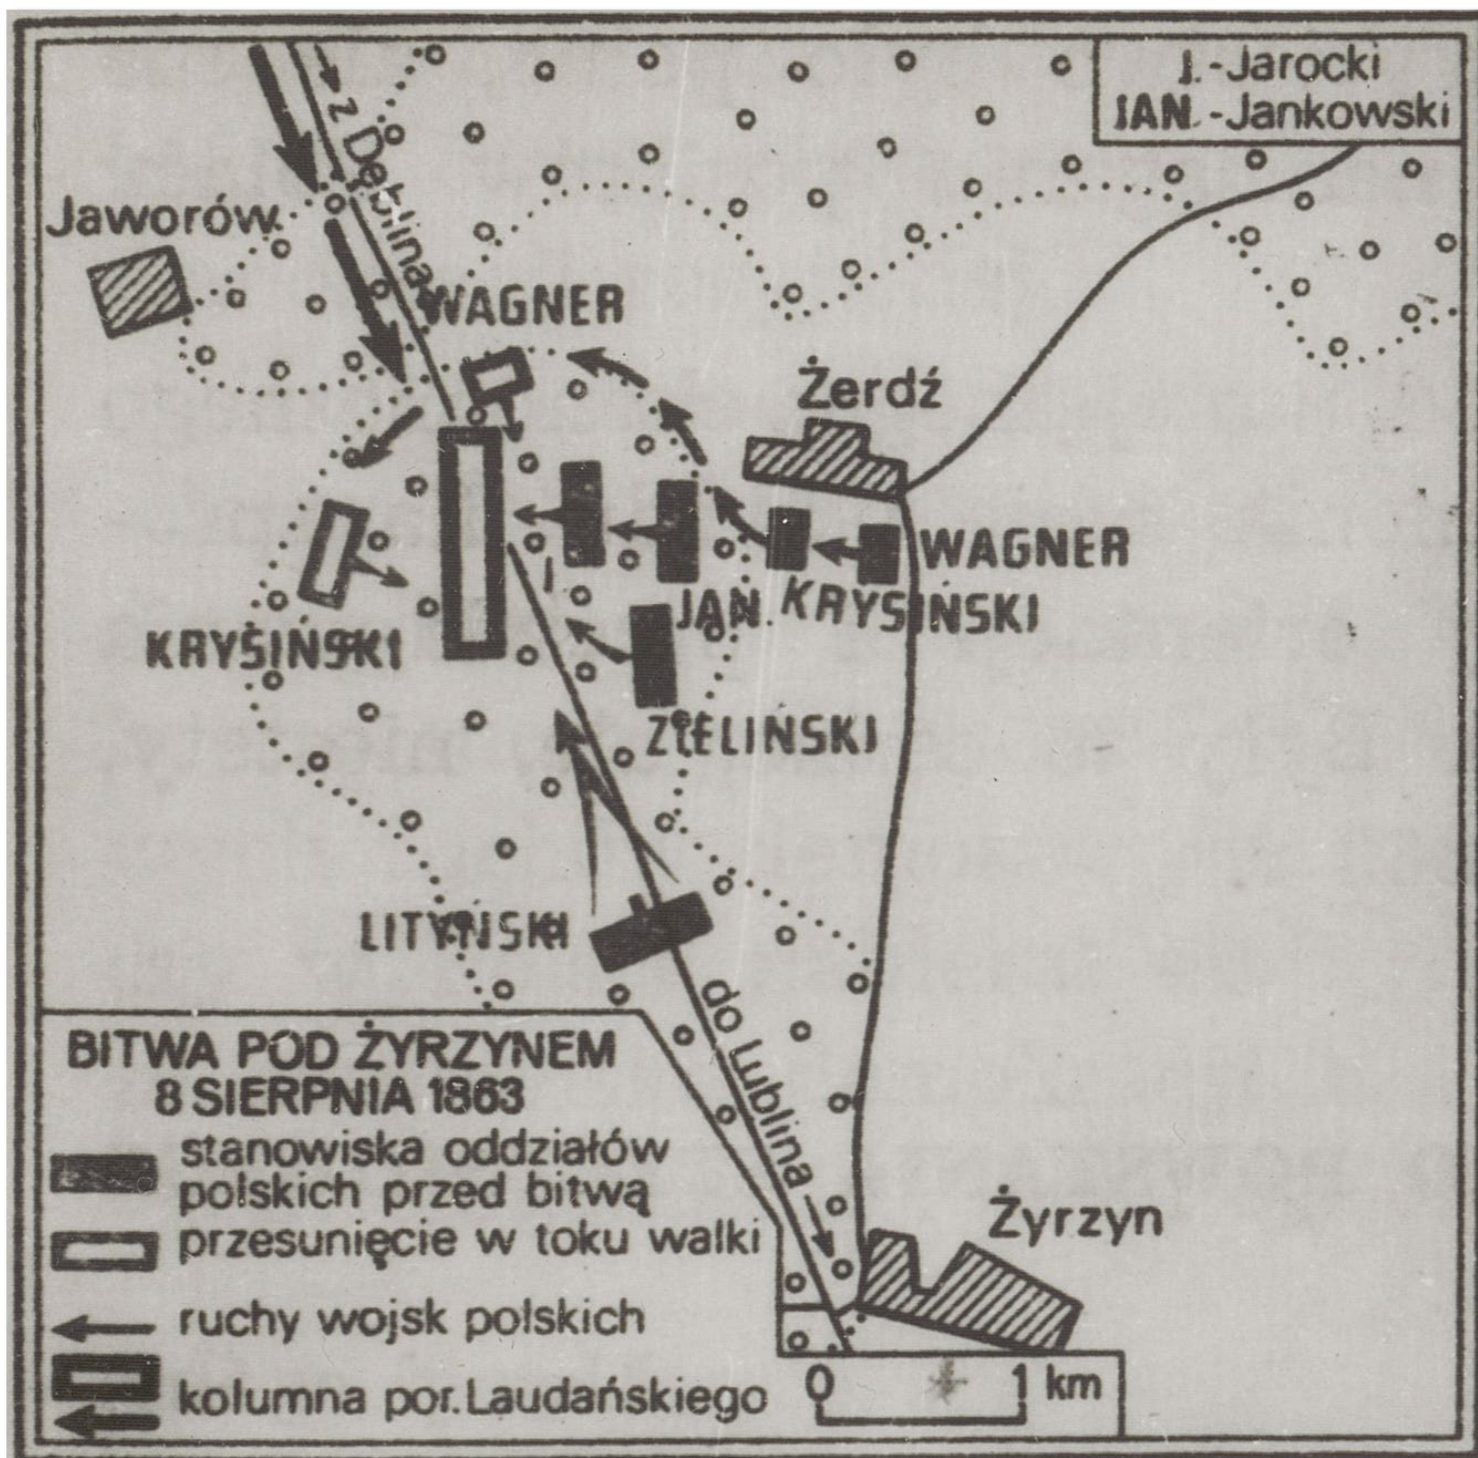 J.-Jarocki
JAN.-Jankowski
z Dęblina
Jaworów
WAGNER
Żerdź
WAGNER
J.
JAN.
KRYSIŃSKI
KRYSIŃSKI
ZIELIŃSKI
LITYŃSKI
do Lublina
BITWA POD ŻYRZYNEM
8 SIERPNIA 1863
stanowiska oddziałów
polskich przed bitwą
przesunięcie w toku walki
ruchy wojsk polskich
kolumna por. Laudańskiego
Żyrzyn
0 1 km